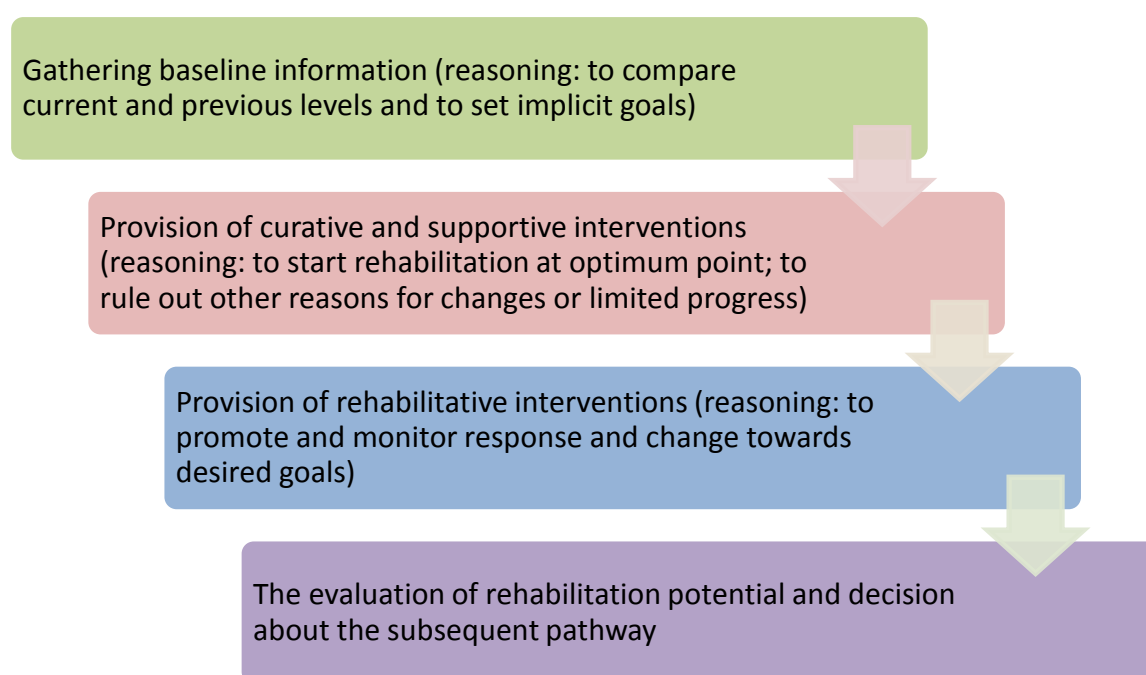 Gathering baseline information (reasoning: to compare
current and previous levels and to set implicit goals)
Provision of curative and supportive interventions
(reasoning: to start rehabilitation at optimum point; to
rule out other reasons for changes or limited progress)
Provision of rehabilitative interventions (reasoning: to
promote and monitor response and change towards
desired goals)
The evaluation of rehabilitation potential and decision
about the subsequent pathway